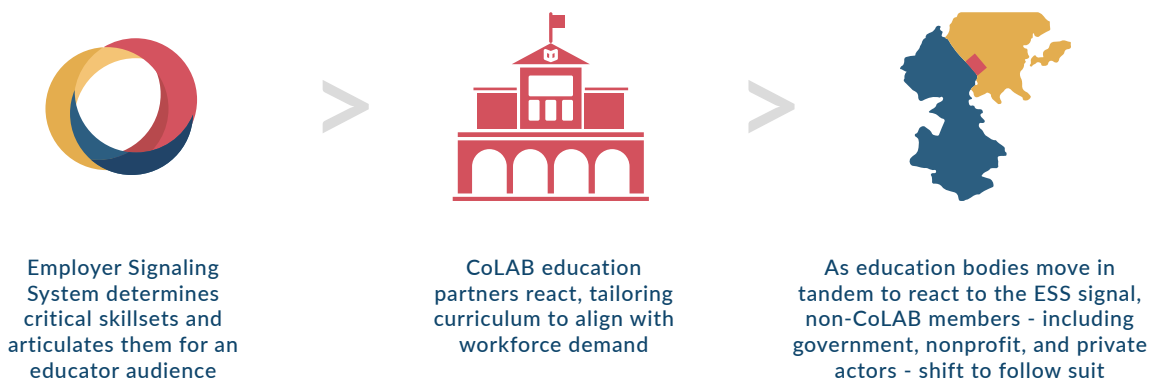 Employer Signaling
System determines
critical skillsets and
articulates them for an
educator audience
>
CoLAB education
partners react, tailoring
curriculum to align with
workforce demand
>
As education bodies move in
tandem to react to the ESS signal,
non-CoLAB members - including
government, nonprofit, and private
actors - shift to follow suit